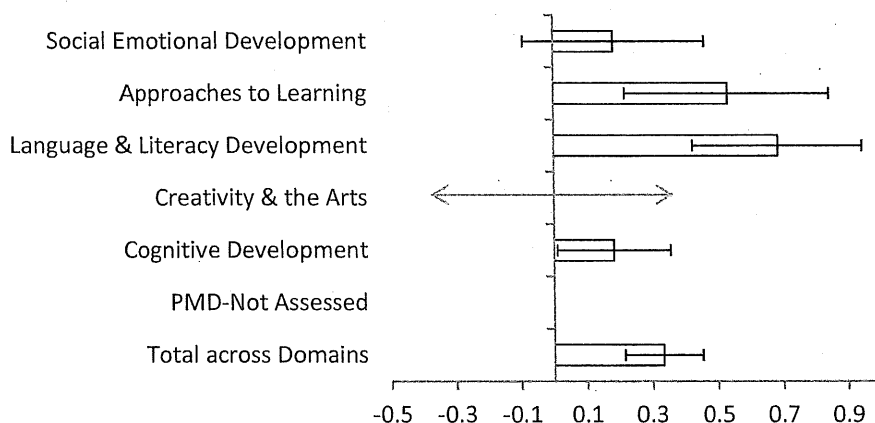 Social Emotional Development
Approaches to Learning
Language & Literacy Development
Creativity & the Arts
Cognitive Development
PMD-Not Assessed
Total across Domains
-0.5 -0.3 -0.1 0.1 0.3 0.5 0.7 0.9